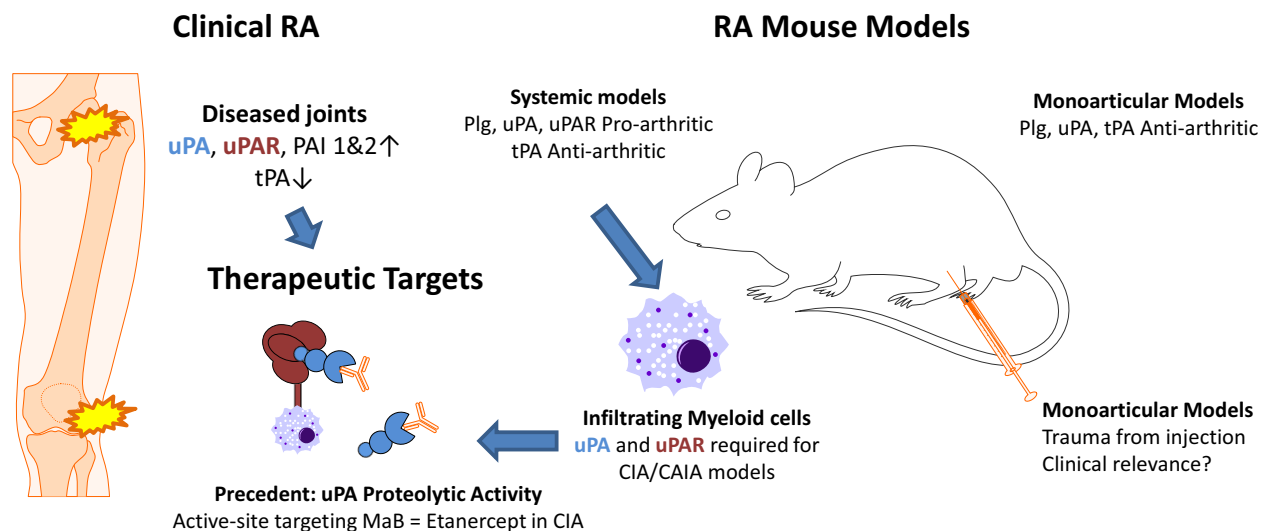 Clinical RA
RA Mouse Models
Diseased joints
uPA, uPAR, PAI 1&2↑
tPA↓
Systemic models
Plg, uPA, uPAR Pro-arthritic
tPA Anti-arthritic
Monoarticular Models
Plg, uPA, tPA Anti-arthritic
Therapeutic Targets
Infiltrating Myeloid cells
uPA and uPAR required for
CIA/CAIA models
Monoarticular Models
Trauma from injection
Clinical relevance?
Precedent: uPA Proteolytic Activity
Active-site targeting MaB = Etanercept in CIA